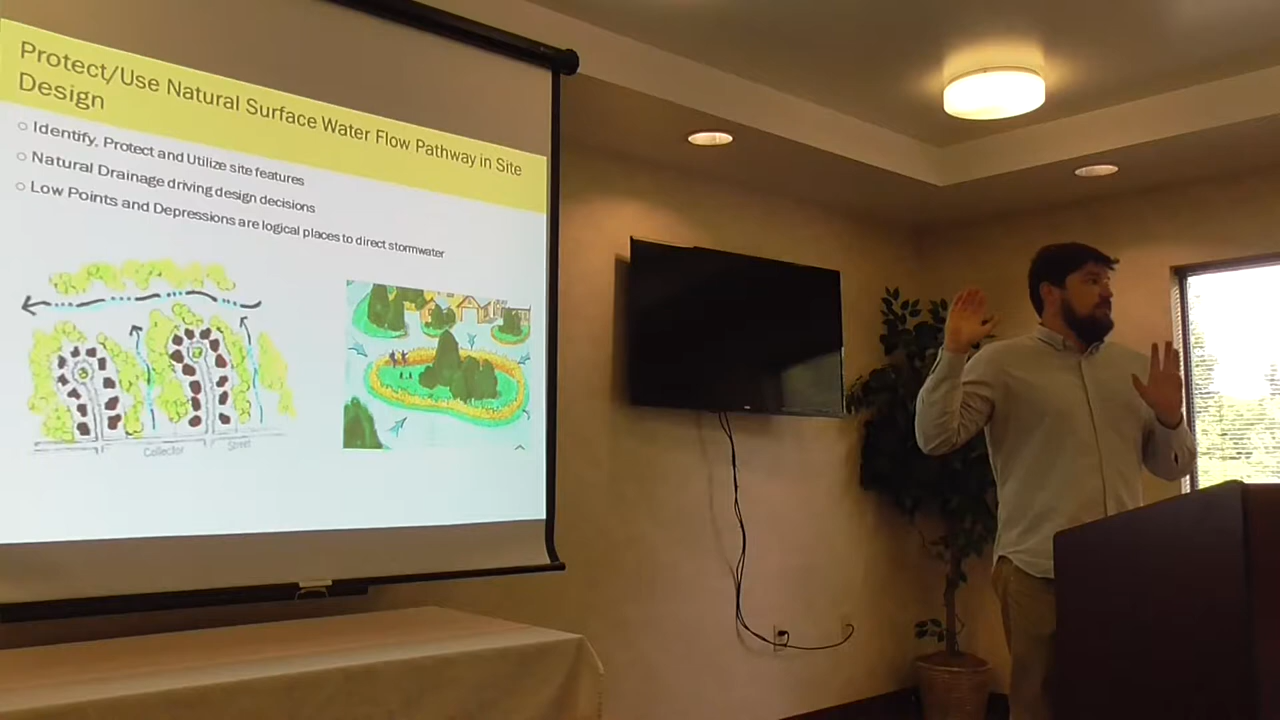 Protect/Use Natural Surface Water Flow Pathway in Site
Design
○ Identify, Protect and Utilize site features
○ Natural Drainage driving design decisions
○ Low Points and Depressions are logical places to direct stormwater
Collector
Street